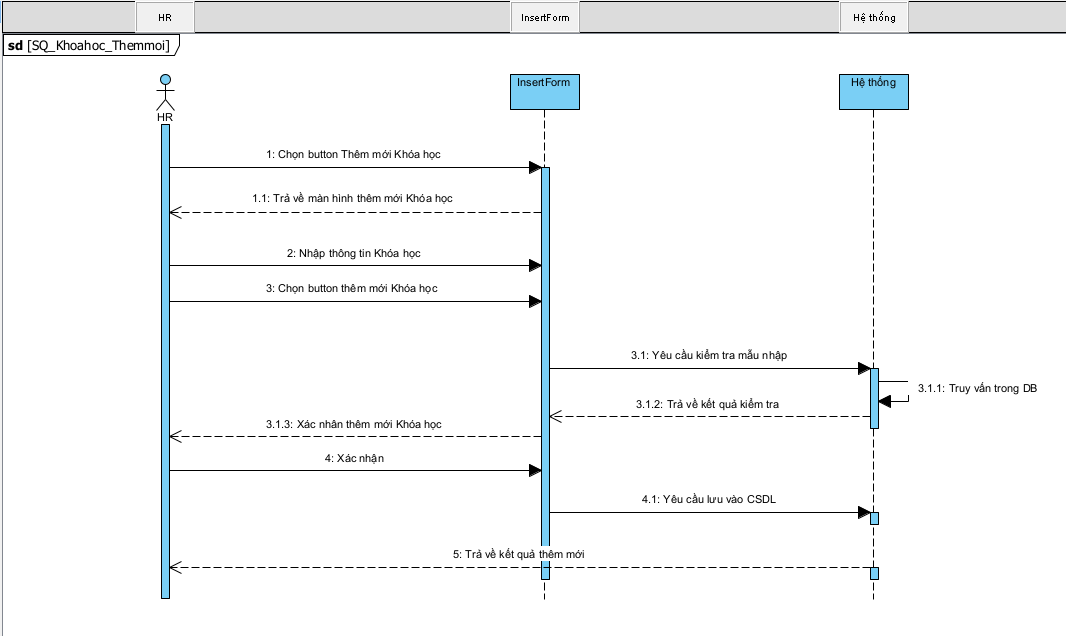 HR
InsertForm
Hệ thống
sd [SQ_Khoahoc_Themmoi]
InsertForm
Hệ thống
HR
1: Chọn button Thêm mới Khóa học
1.1: Trả về màn hình thêm mới Khóa học
2: Nhập thông tin Khóa học
3: Chọn button thêm mới Khóa học
3.1: Yêu cầu kiểm tra mẫu nhập
3.1.1: Truy vấn trong DB
3.1.2: Trả về kết quả kiểm tra
3.1.3: Xác nhân thêm mới Khóa học
4: Xác nhận
4.1: Yêu cầu lưu vào CSDL
5: Trả về kết quả thêm mới